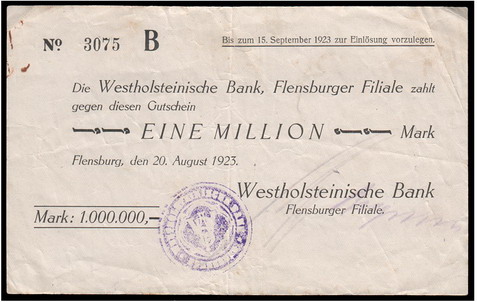 No 3075 B
Bis zum 15. September 1923 zur Einlösung vorzulegen.
Die Westholsteinische Bank, Flensburger Filiale zahlt
gegen diesen Gutschein
EINE MILLION Mark
Flensburg, den 20. August 1923.
Westholsteinische Bank
Flensburger Filiale.
Mark: 1.000.000,-